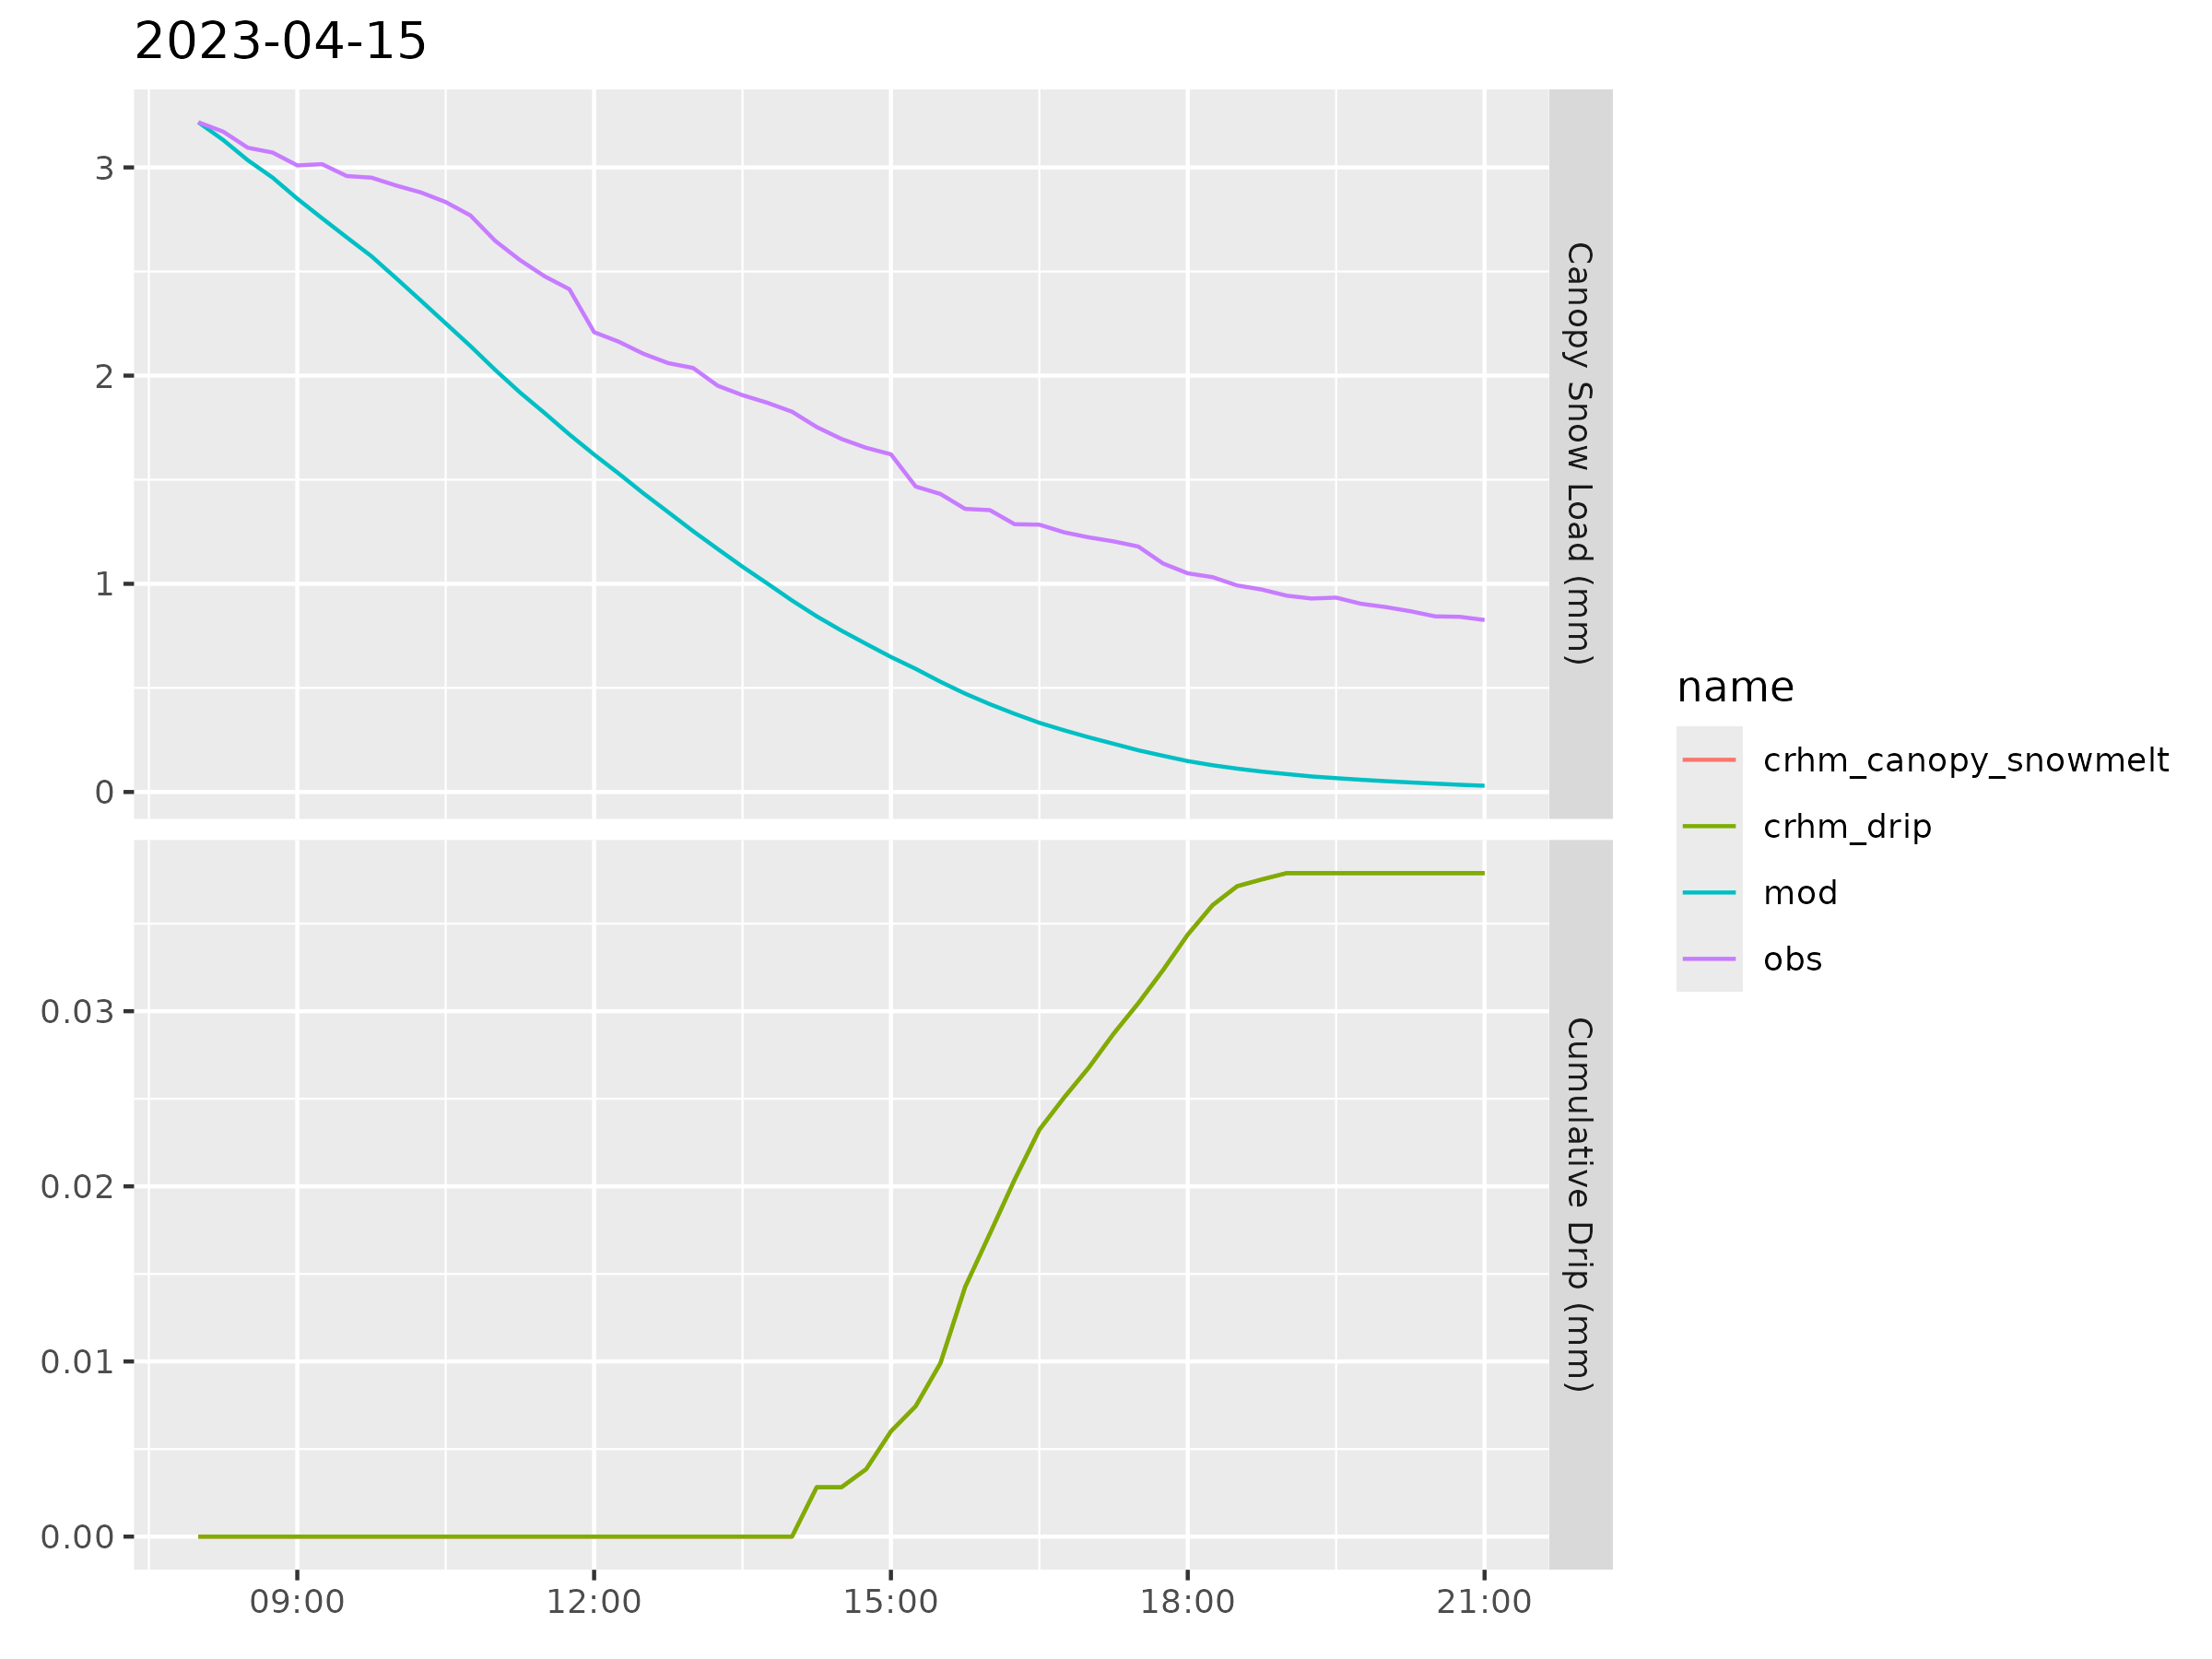 2023-04-15
3
2
1
0
Canopy Snow Load (mm)
0.03
0.02
0.01
0.00
Cumulative Drip (mm)
09:00 12:00 15:00 18:00 21:00
name
crhm_canopy_snowmelt
crhm_drip
mod
obs